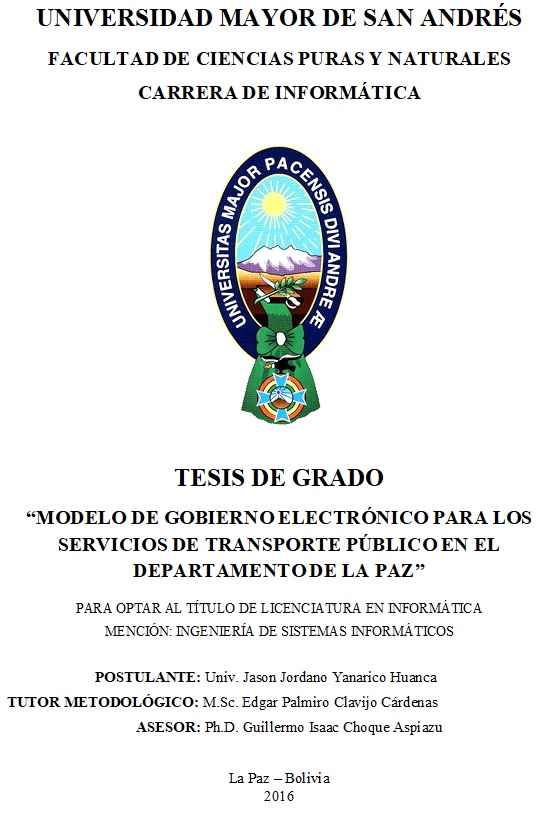 UNIVERSIDAD MAYOR DE SAN ANDRÉS
FACULTAD DE CIENCIAS PURAS Y NATURALES
CARRERA DE INFORMÁTICA
UNIVERSITAS MAJOR PACENSIS DIVI ANDRE Æ
TESIS DE GRADO
“MODELO DE GOBIERNO ELECTRÓNICO PARA LOS
SERVICIOS DE TRANSPORTE PÚBLICO EN EL
DEPARTAMENTO DE LA PAZ”
PARA OPTAR AL TÍTULO DE LICENCIATURA EN INFORMÁTICA
MENCIÓN: INGENIERÍA DE SISTEMAS INFORMÁTICOS
POSTULANTE: Univ. Jason Jordano Yanarico Huanca
TUTOR METODOLÓGICO: M.Sc. Edgar Palmiro Clavijo Cárdenas
ASESOR: Ph.D. Guillermo Isaac Choque Aspiazu
La Paz – Bolivia
2016